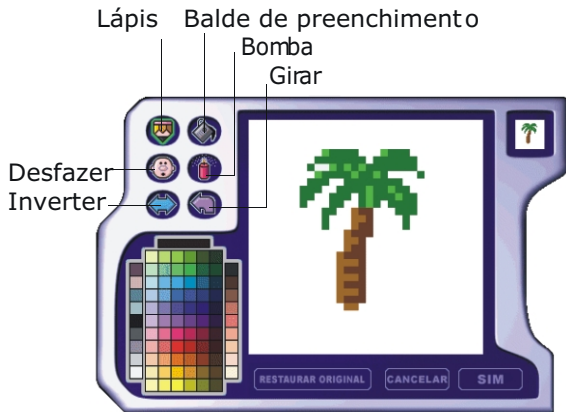 Lápis Balde de preenchimento
Bomba
Girar
Desfazer
Inverter
RESTAURAR ORIGINAL CANCELAR SIM